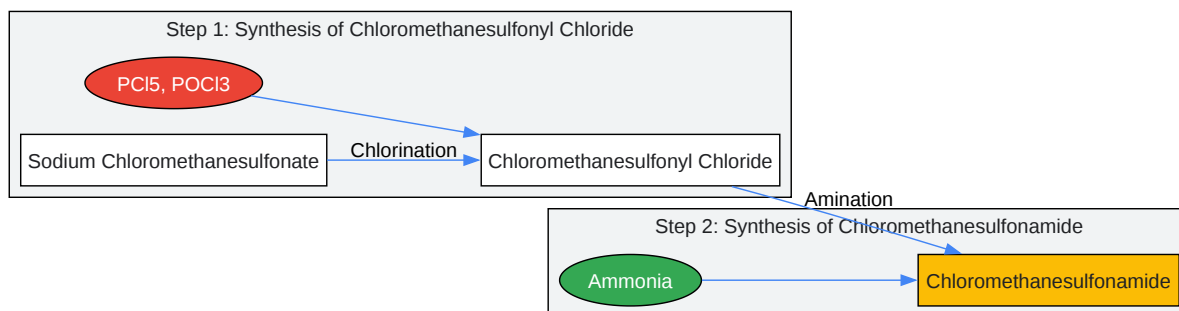 Step 1: Synthesis of Chloromethanesulfonyl Chloride
PCl5, POCl3
Sodium Chloromethanesulfonate
Chlorination
Chloromethanesulfonyl Chloride
Amination
Step 2: Synthesis of Chloromethanesulfonamide
Ammonia
Chloromethanesulfonamide